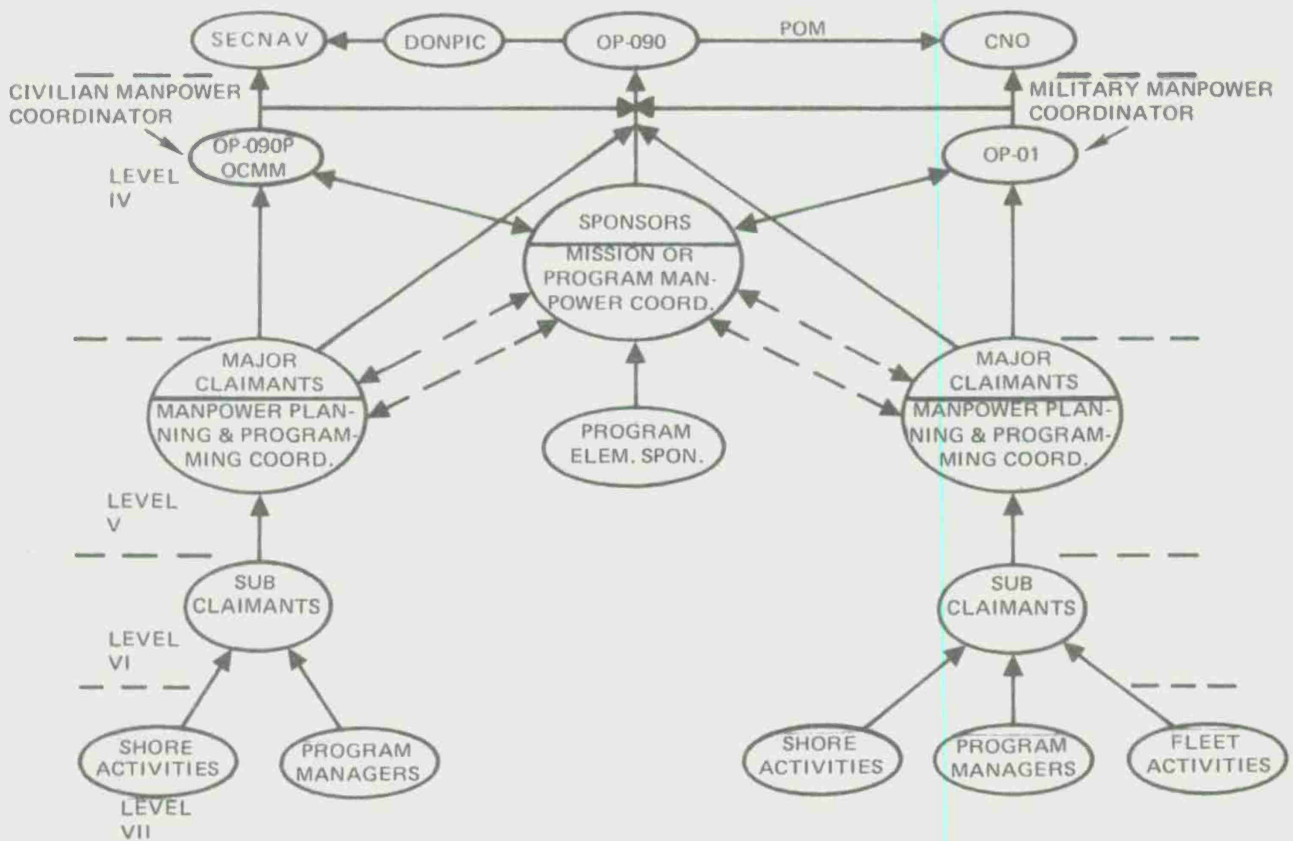 SECNAV
DONPIC
OP-090
POM
CNO
CIVILIAN MANPOWER
COORDINATOR
MILITARY MANPOWER
COORDINATOR
OP-090P
OCMM
OP-01
LEVEL
IV
SPONSORS
MISSION OR
PROGRAM MAN-
POWER COORD.
MAJOR
CLAIMANTS
MANPOWER PLAN-
NING & PROGRAM-
MING COORD.
PROGRAM
ELEM. SPON.
MAJOR
CLAIMANTS
MANPOWER PLAN-
NING & PROGRAM-
MING COORD.
LEVEL
V
SUB
CLAIMANTS
SUB
CLAIMANTS
LEVEL
VI
SHORE
ACTIVITIES
PROGRAM
MANAGERS
SHORE
ACTIVITIES
PROGRAM
MANAGERS
FLEET
ACTIVITIES
LEVEL
VII